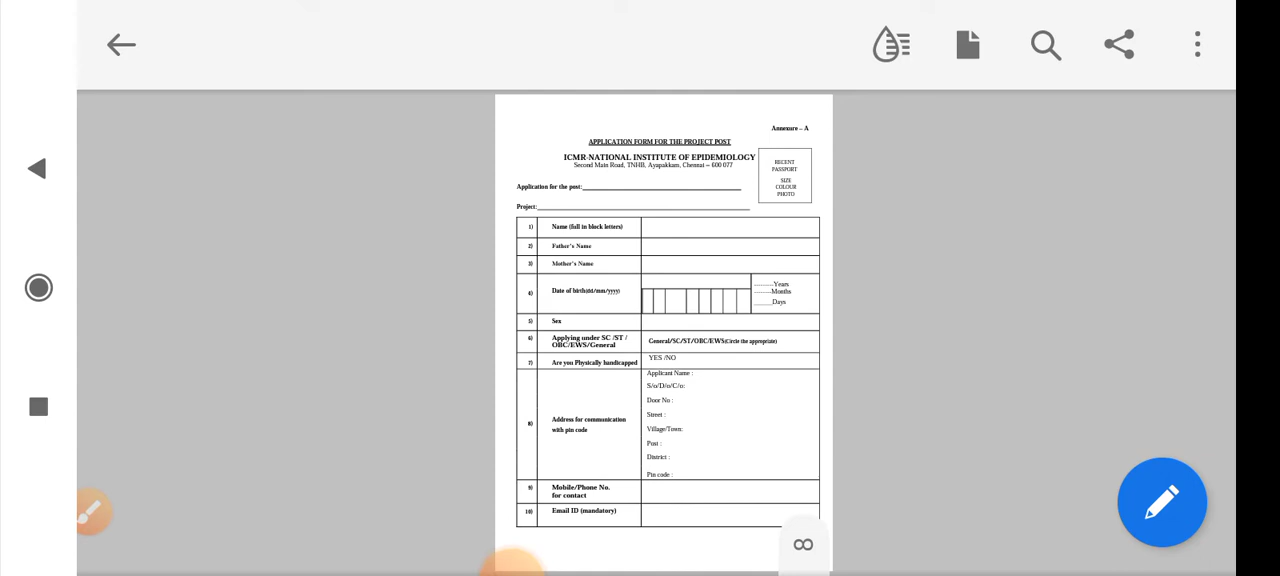 Annexure – A
APPLICATION FORM FOR THE PROJECT POST
ICMR-NATIONAL INSTITUTE OF EPIDEMIOLOGY
Second Main Road, TNHB, Ayapakkam, Chennai – 600 077
RECENT
PASSPORT
SIZE
COLOUR
PHOTO
Application for the post:
Project:
1) Name (full in block letters)
2) Father's Name
3) Mother's Name
4) Date of birth(dd/mm/yyyy)
Years
Months
Days
5) Sex
6) Applying under SC /ST /
OBC/EWS/General
General/SC/ST/OBC/EWS(Circle the appropriate)
7) Are you Physically handicapped
YES /NO
8) Address for communication
with pin code
Applicant Name :
S/o/D/o/C/o:
Door No :
Street :
Village/Town:
Post :
District :
Pin code :
9) Mobile/Phone No.
for contact
10) Email ID (mandatory)
8